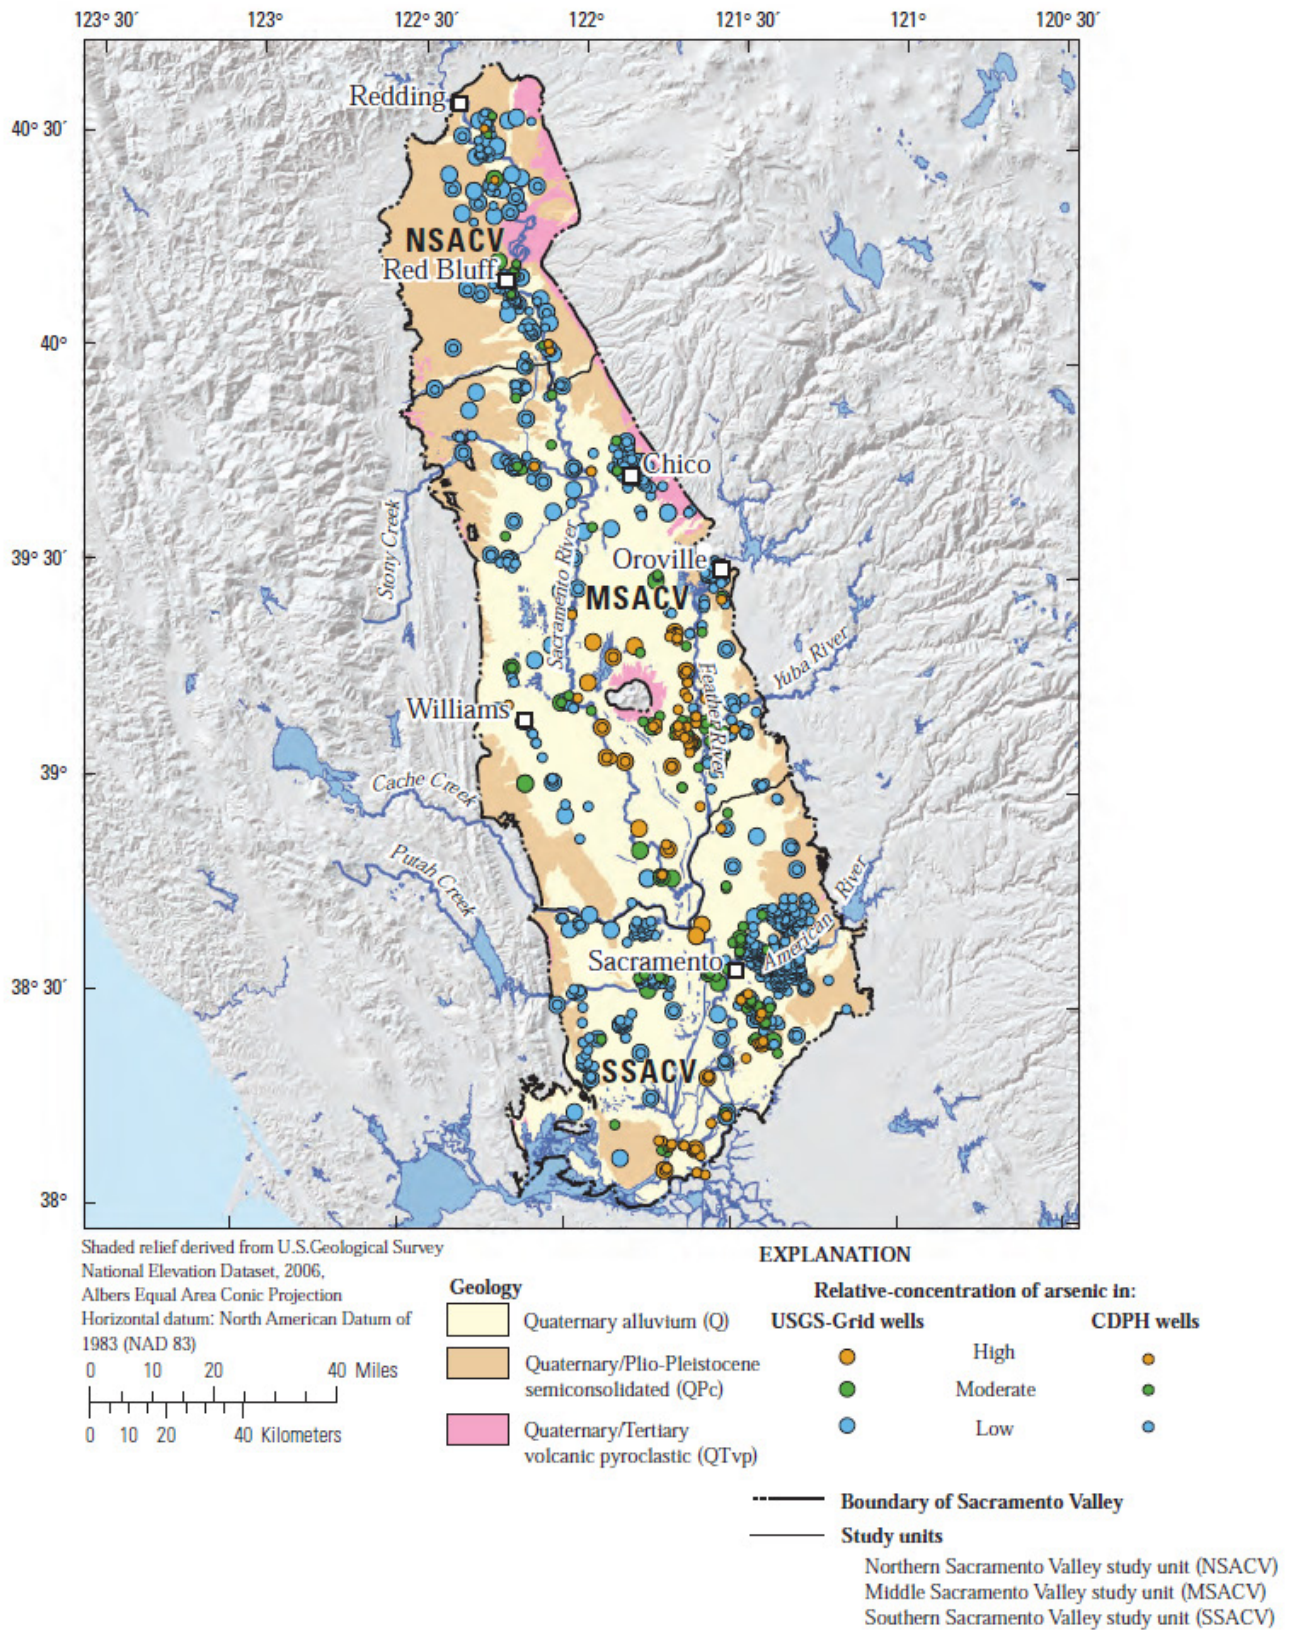 123° 30′ 123° 122° 30′ 122° 121° 30′ 121° 120° 30′
Redding
40° 30′
NSACV
Red Bluff
40°
Chico
Stony Creek
Sacramento River
39° 30′
Oroville
MSACV
Yuba River
Feather River
Williams
39°
Cache Creek
Putah Creek
American River
Sacramento
38° 30′
SSACV
38°
Shaded relief derived from U.S.Geological Survey
National Elevation Dataset, 2006,
Albers Equal Area Conic Projection
Horizontal datum: North American Datum of
1983 (NAD 83)
0 10 20 40 Miles
0 10 20 40 Kilometers
EXPLANATION
Geology
Quaternary alluvium (Q)
Quaternary/Plio-Pleistocene
semiconsolidated (QPc)
Quaternary/Tertiary
volcanic pyroclastic (QTvp)
Relative-concentration of arsenic in:
USGS-Grid wells CDPH wells
High
Moderate
Low
Boundary of Sacramento Valley
Study units
Northern Sacramento Valley study unit (NSACV)
Middle Sacramento Valley study unit (MSACV)
Southern Sacramento Valley study unit (SSACV)